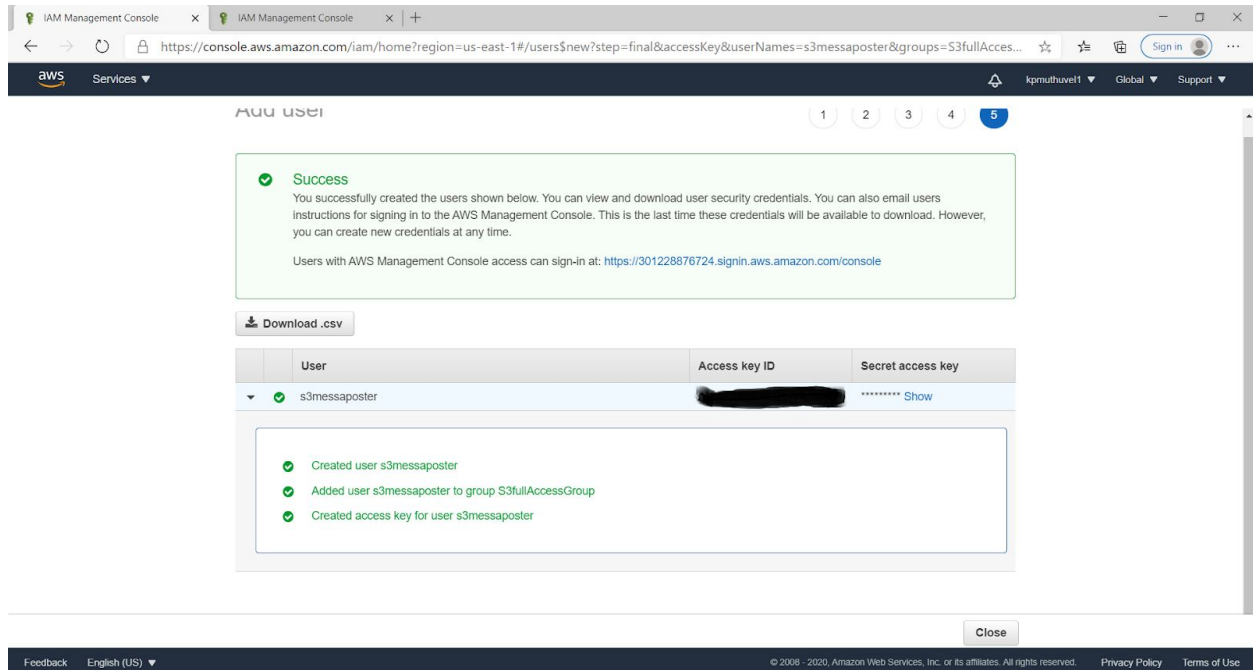 IAM Management Console
IAM Management Console
https://console.aws.amazon.com/iam/home?region=us-east-1#/users$new?step=final&accessKey&userNames=s3messaposter&groups=S3fullAcces...
Sign in
aws Services kpmuthuvel1 Global Support
Add user 1 2 3 4 5
Success
You successfully created the users shown below. You can view and download user security credentials. You can also email users
instructions for signing in to the AWS Management Console. This is the last time these credentials will be available to download. However,
you can create new credentials at any time.
Users with AWS Management Console access can sign-in at: https://301228876724.signin.aws.amazon.com/console
Download .csv
User Access key ID Secret access key
s3messaposter ********* Show
Created user s3messaposter
Added user s3messaposter to group S3fullAccessGroup
Created access key for user s3messaposter
Close
Feedback English (US) © 2008 - 2020, Amazon Web Services, Inc. or its affiliates. All rights reserved. Privacy Policy Terms of Use